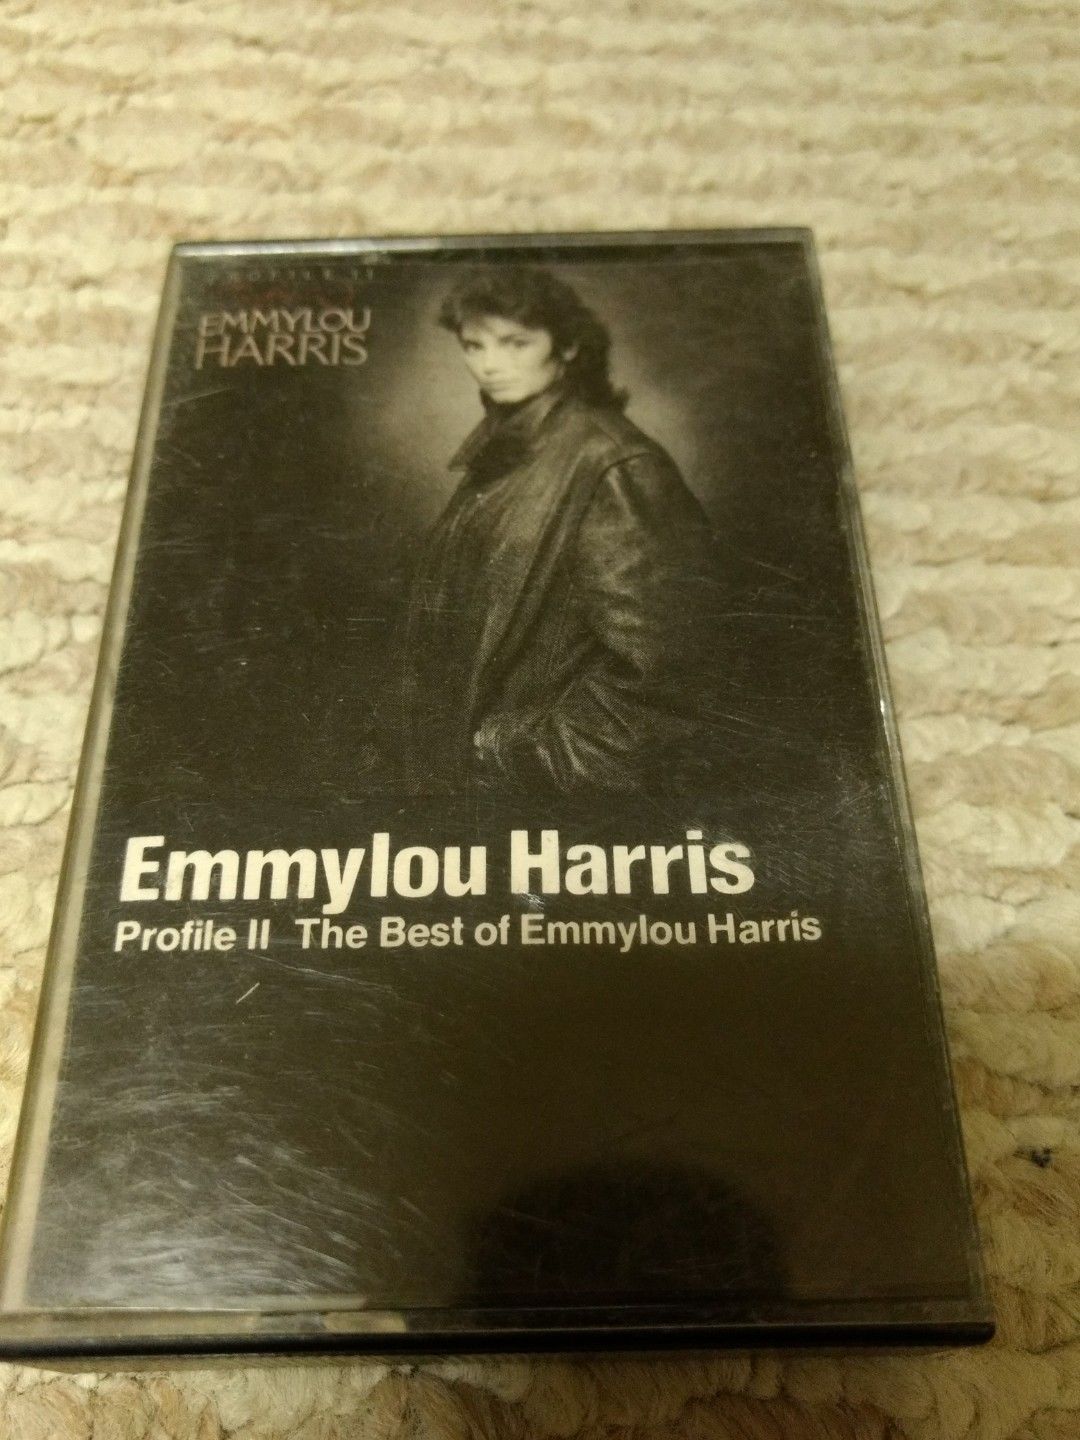 EMMYLOU
HARRIS
Emmylou Harris
Profile II The Best of Emmylou Harris